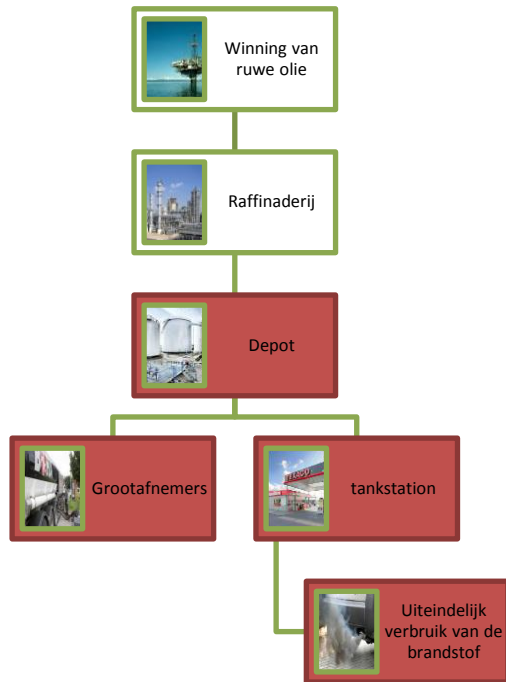 Winning van
ruwe olie
Raffinaderij
Depot
Grootafnemers
tankstation
Uiteindelijk
verbruik van de
brandstof